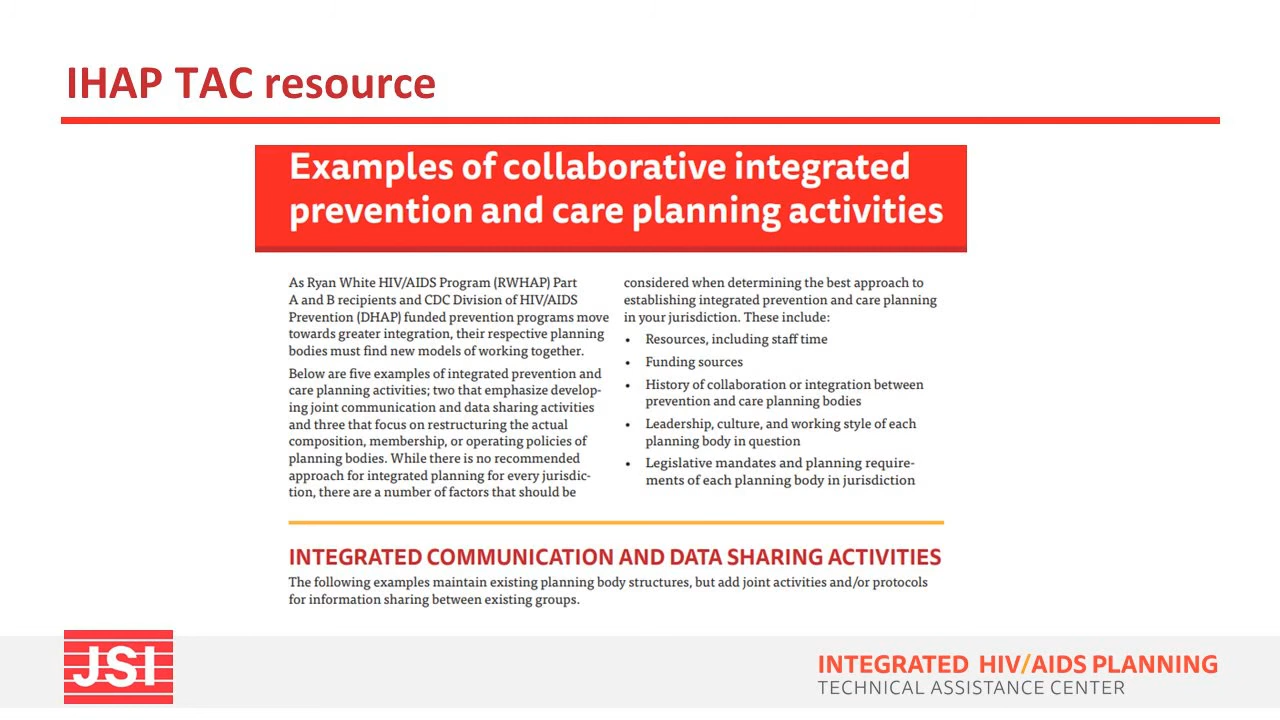 IHAP TAC resource
Examples of collaborative integrated
prevention and care planning activities
As Ryan White HIV/AIDS Program (RWHAP) Part
A and B recipients and CDC Division of HIV/AIDS
Prevention (DHAP) funded prevention programs move
towards greater integration, their respective planning
bodies must find new models of working together.
Below are five examples of integrated prevention and
care planning activities; two that emphasize develop-
ing joint communication and data sharing activities
and three that focus on restructuring the actual
composition, membership, or operating policies of
planning bodies. While there is no recommended
approach for integrated planning for every jurisdic-
tion, there are a number of factors that should be
considered when determining the best approach to
establishing integrated prevention and care planning
in your jurisdiction. These include:
• Resources, including staff time
• Funding sources
• History of collaboration or integration between
prevention and care planning bodies
• Leadership, culture, and working style of each
planning body in question
• Legislative mandates and planning require-
ments of each planning body in jurisdiction
INTEGRATED COMMUNICATION AND DATA SHARING ACTIVITIES
The following examples maintain existing planning body structures, but add joint activities and/or protocols
for information sharing between existing groups.
JSI
INTEGRATED HIV/AIDS PLANNING
TECHNICAL ASSISTANCE CENTER